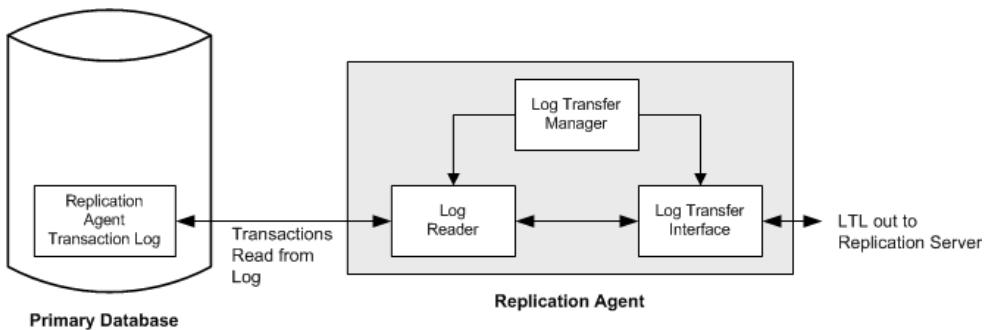 Log Transfer
Manager
Replication
Agent
Transaction Log
Log
Reader
Log Transfer
Interface
LTL out to
Replication Server
Transactions
Read from
Log
Replication Agent
Primary Database